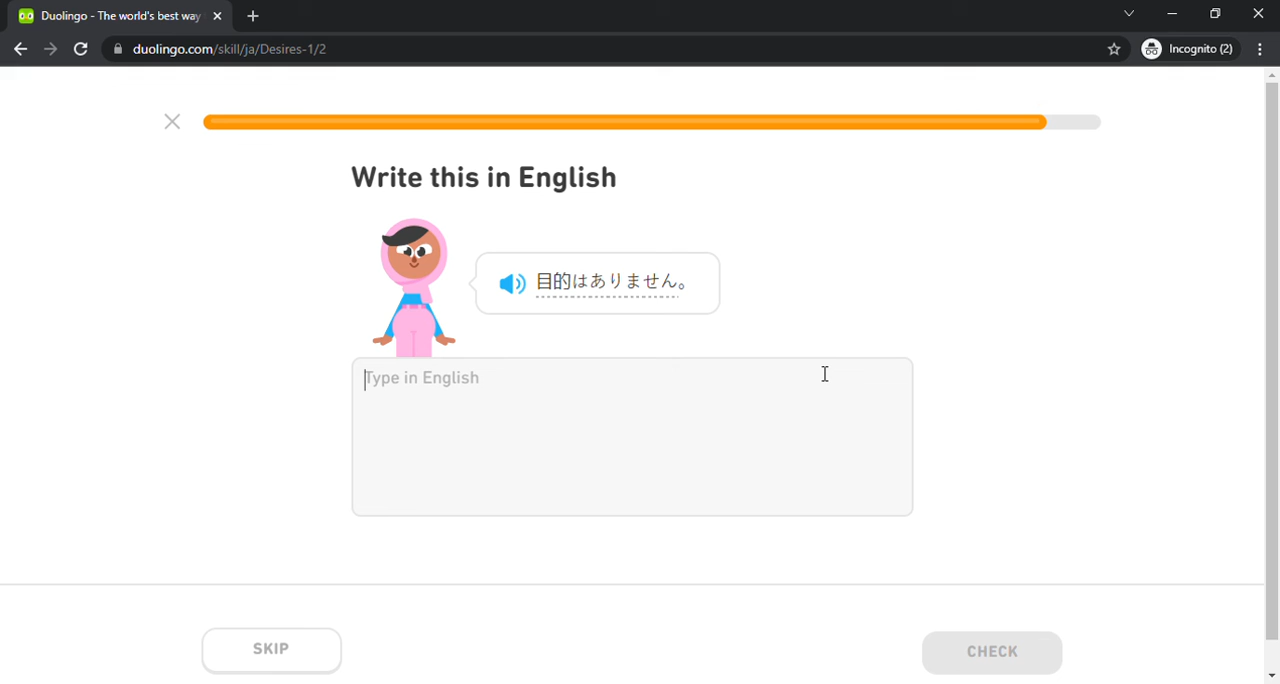 Duolingo - The world's best way
duolingo.com/skill/ja/Desires-1/2
Incognito (2)
Write this in English
目的はありません。
Type in English
SKIP
CHECK